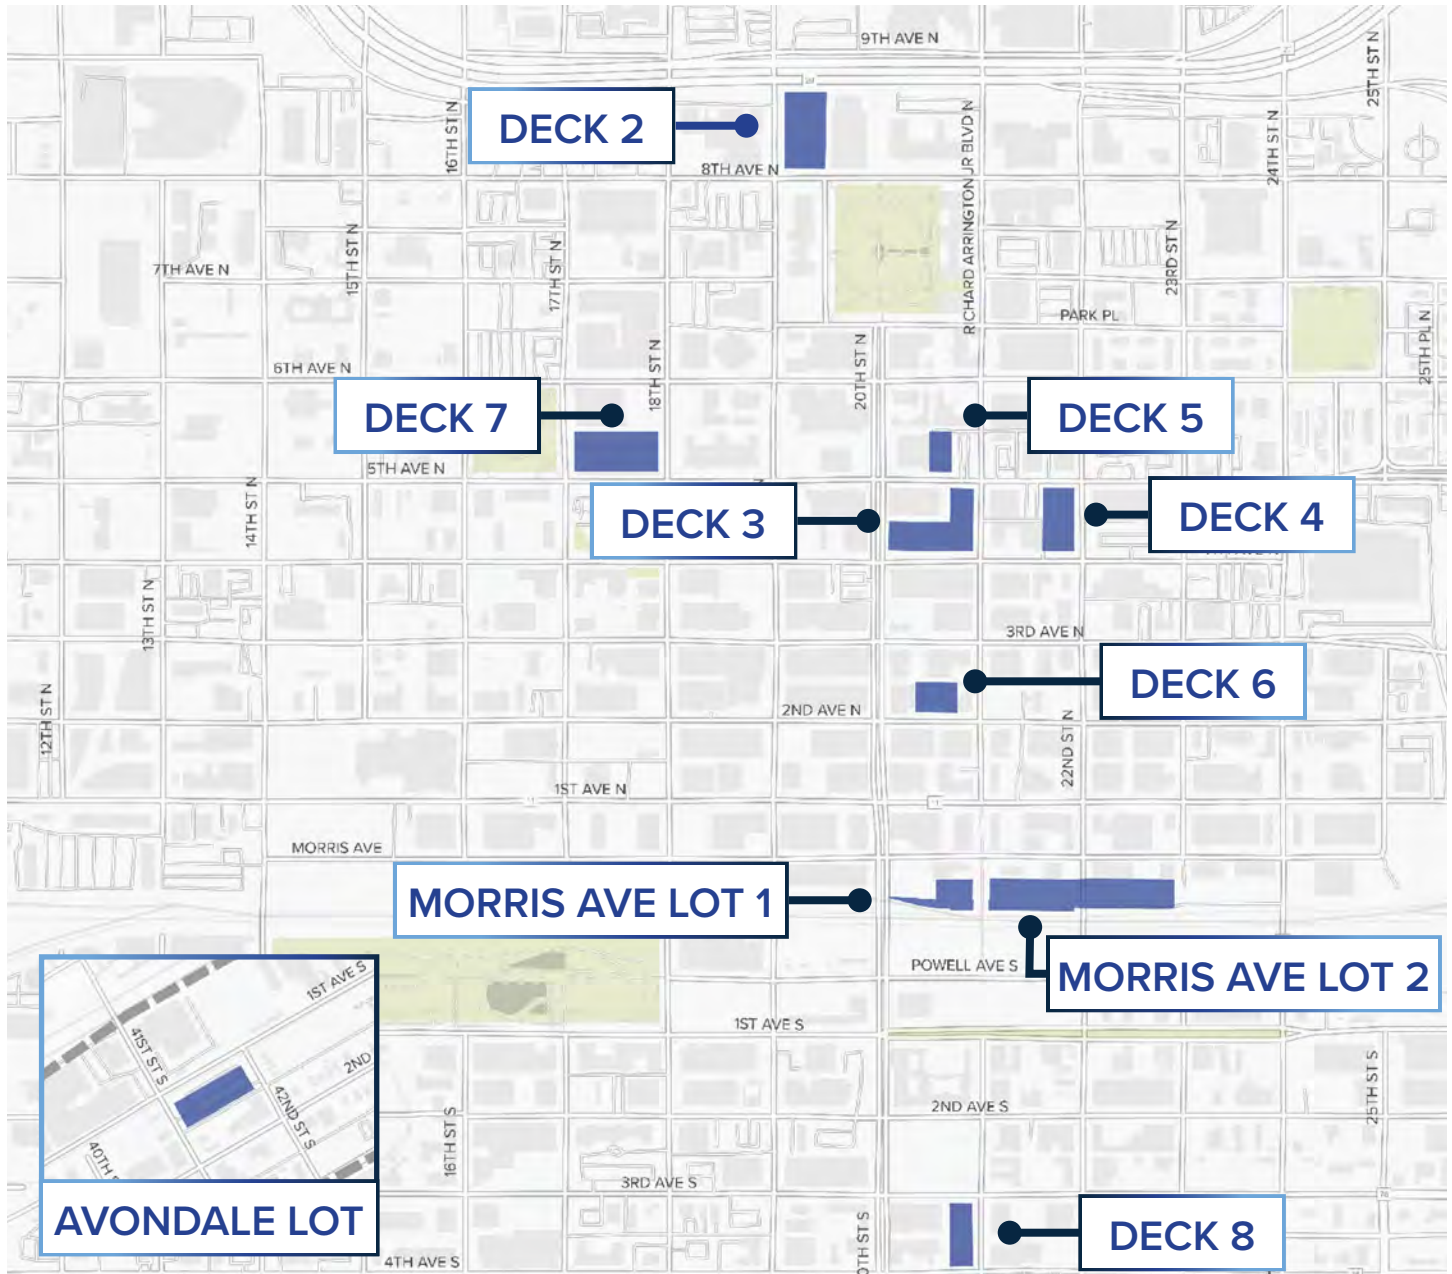 9TH AVE N
25TH ST N
DECK 2
16TH ST N
8TH AVE N
RICHARD ARRINGTON JR BLVD N
24TH ST N
15TH ST N
17TH ST N
23RD ST N
7TH AVE N
PARK PL
6TH AVE N
18TH ST N
20TH ST N
25TH PL N
DECK 7
DECK 5
5TH AVE N
14TH ST N
DECK 3
DECK 4
13TH ST N
3RD AVE N
DECK 6
12TH ST N
2ND AVE N
22ND ST N
1ST AVE N
MORRIS AVE
MORRIS AVE LOT 1
POWELL AVE S
MORRIS AVE LOT 2
1ST AVE S
1ST AVE S
41ST ST S
2ND
42ND ST S
40TH
AVONDALE LOT
25TH ST S
2ND AVE S
16TH ST S
3RD AVE S
DECK 8
4TH AVE S